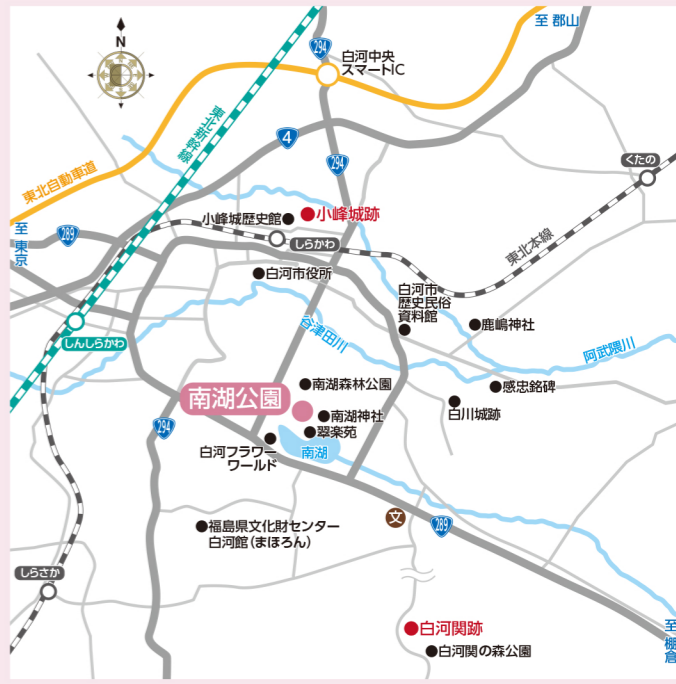 N
294
至 郡山
白河中央
スマートIC
東北新幹線
4
東北自動車道
294
くたの
小峰城歴史館
小峰城跡
至 東京
289
しらかわ
東北本線
白河市役所
白河市
歴史民俗
資料館
鹿嶋神社
谷津田川
阿武隈川
しんしらかわ
南湖森林公園
感忠銘碑
南湖公園
白川城跡
南湖神社
294
翠楽苑
白河フラワー
ワールド
南湖
文
289
福島県文化財センター
白河館(まほろん)
しらさか
白河関跡
至 棚倉
白河関の森公園